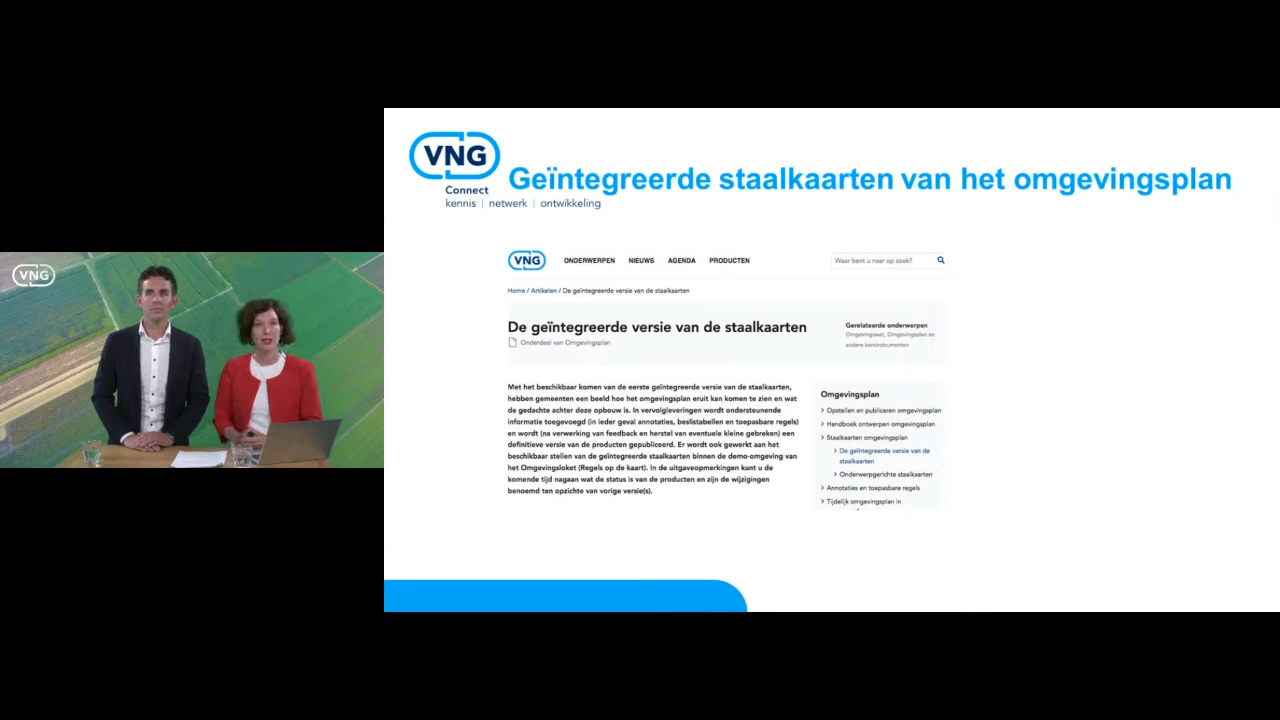 VNG
VNG
Connect
kennis | netwerk | ontwikkeling
Geïntegreerde staalkaarten van het omgevingsplan
VNG
ONDERWERPEN NIEUWS AGENDA PRODUCTEN
Waar bent u naar op zoek?
Home / Artikelen / De geïntegreerde versie van de staalkaarten
De geïntegreerde versie van de staalkaarten
Onderdeel van Omgevingsplan
Gerelateerde onderwerpen
Omgevingswet, Omgevingsplan en
andere kerninstrumenten
Met het beschikbaar komen van de eerste geïntegreerde versie van de staalkaarten,
hebben gemeenten een beeld hoe het omgevingsplan eruit kan komen te zien en wat
de gedachte achter deze opbouw is. In vervolgleveringen wordt ondersteunende
informatie toegevoegd (in ieder geval annotaties, beslistabellen en toepasbare regels)
en wordt (na verwerking van feedback en herstel van eventuele kleine gebreken) een
definitieve versie van de producten gepubliceerd. Er wordt ook gewerkt aan het
beschikbaar stellen van de geïntegreerde staalkaarten binnen de demo-omgeving van
het Omgevingsloket (Regels op de kaart). In de uitgaveopmerkingen kunt u de
komende tijd nagaan wat de status is van de producten en zijn de wijzigingen
benoemd ten opzichte van vorige versie(s).
Omgevingsplan
Opstellen en publiceren omgevingsplan
Handboek ontwerpen omgevingsplan
Staalkaarten omgevingsplan
De geïntegreerde versie van de
staalkaarten
Onderwerpgerichte staalkaarten
Annotaties en toepasbare regels
Tijdelijk omgevingsplan in